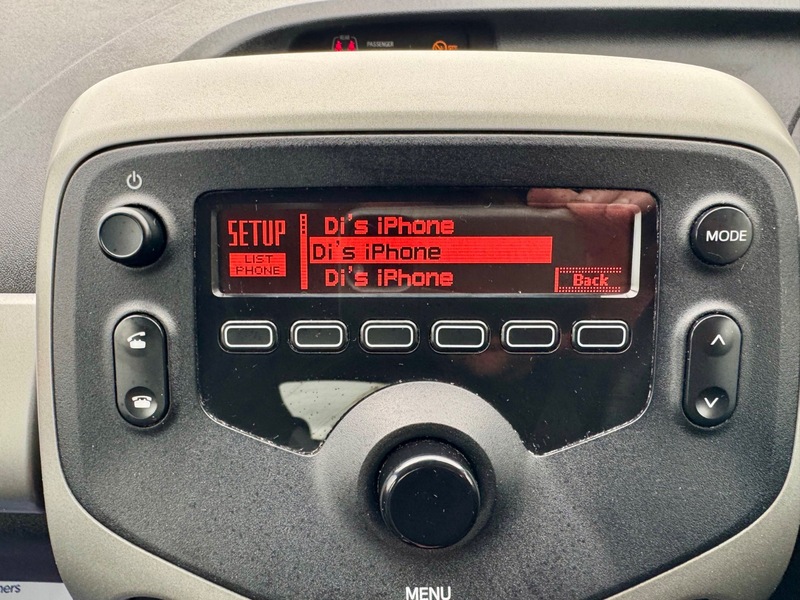 PASSENGER
SETUP
LIST
PHONE
Di's iPhone
Di's iPhone
Di's iPhone
Back
MODE
MENU